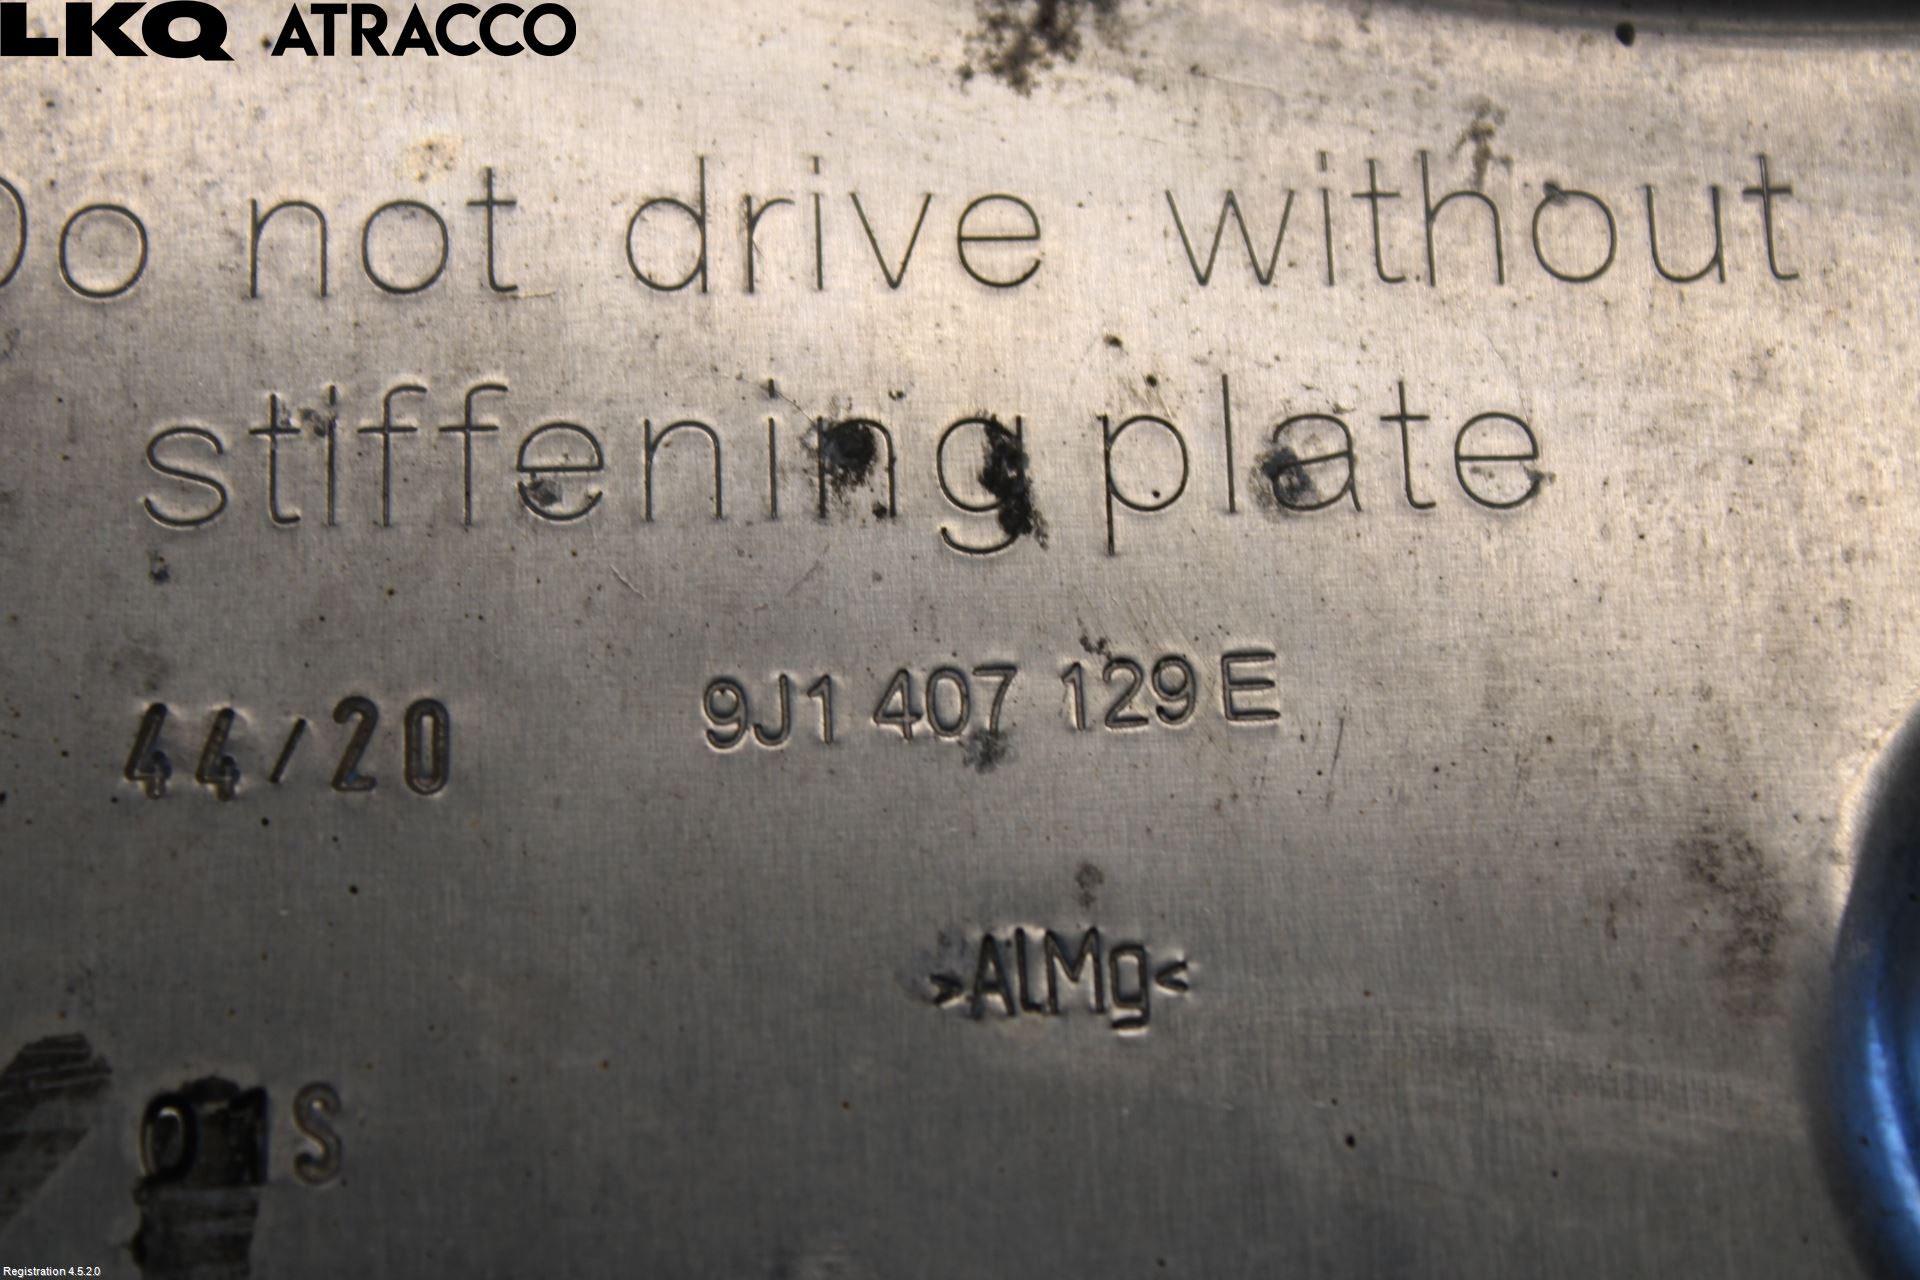 LKQ ATRACCO
Do not drive without
stiffening plate
9J1 407 129 E
44/20
>AlMg<
S
Registration 4.5.2.0